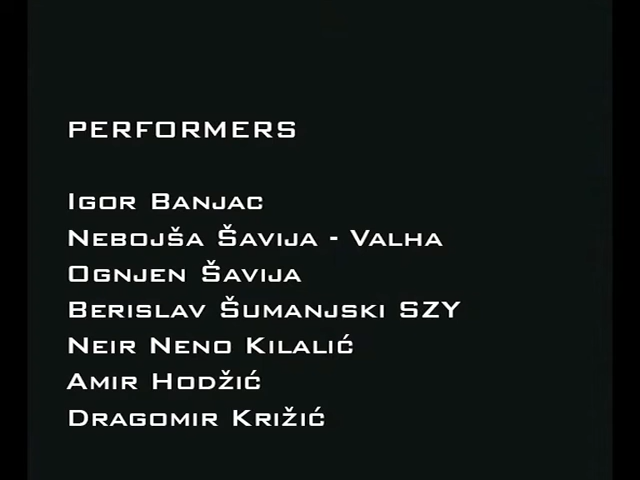 PERFORMERS
Igor Banjac
Nebojša Šavija - Valha
Ognjen Šavija
Berislav Šumanjski SZY
Neir Neno Kilalić
Amir Hodžić
Dragomir Križić